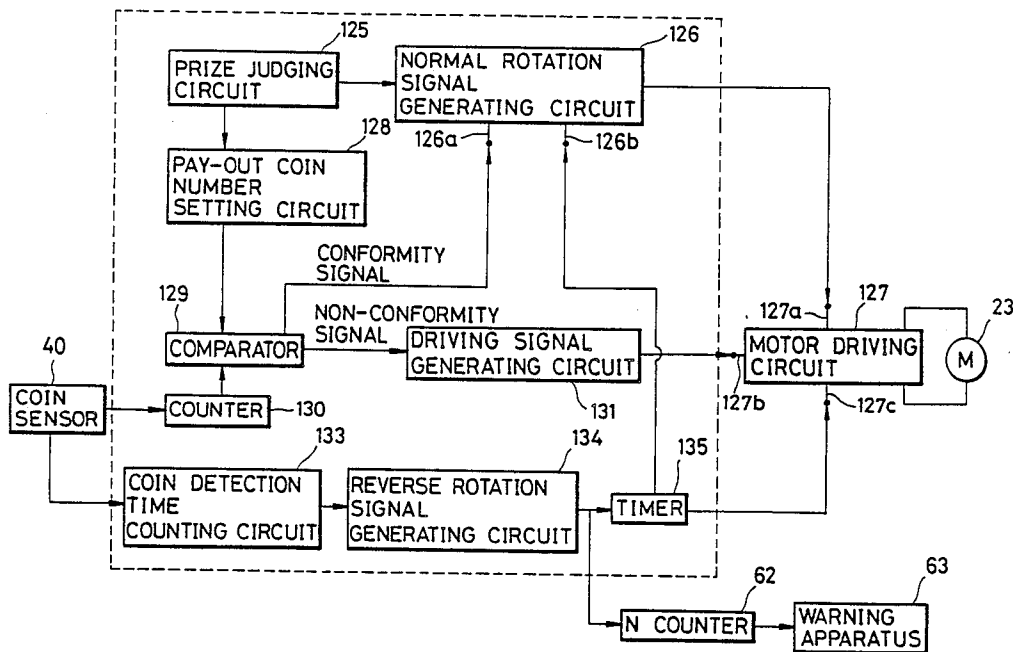 125
126
PRIZE JUDGING
CIRCUIT
NORMAL ROTATION
SIGNAL
GENERATING CIRCUIT
128
126a
126b
PAY-OUT COIN
NUMBER
SETTING CIRCUIT
CONFORMITY
SIGNAL
129
NON-CONFORMITY
SIGNAL
127a
127
23
COMPARATOR
DRIVING SIGNAL
GENERATING CIRCUIT
MOTOR DRIVING
CIRCUIT
M
40
COIN
SENSOR
COUNTER
130
131
127b
127c
133
134
135
COIN DETECTION
TIME
COUNTING CIRCUIT
REVERSE ROTATION
SIGNAL
GENERATING CIRCUIT
TIMER
62
63
N COUNTER
WARNING
APPARATUS